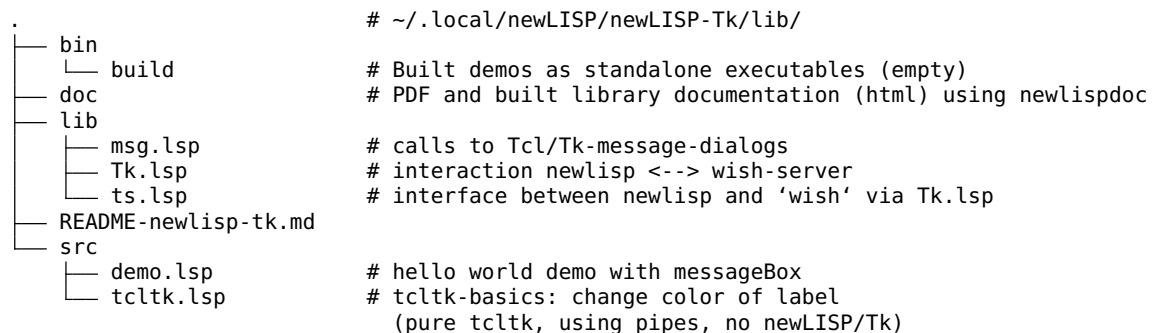 .                           # ~/.local/newLISP/newLISP-Tk/lib/
├── bin
│   └── build               # Built demos as standalone executables (empty)
├── doc                     # PDF and built library documentation (html) using newlispdoc
├── lib
│   ├── msg.lsp             # calls to Tcl/Tk-message-dialogs
│   ├── Tk.lsp              # interaction newlisp <--> wish-server
│   └── ts.lsp              # interface between newlisp and ‘wish‘ via Tk.lsp
├── README-newlisp-tk.md
└── src
    ├── demo.lsp            # hello world demo with messageBox
    └── tcltk.lsp           # tcltk-basics: change color of label
                              (pure tcltk, using pipes, no newLISP/Tk)